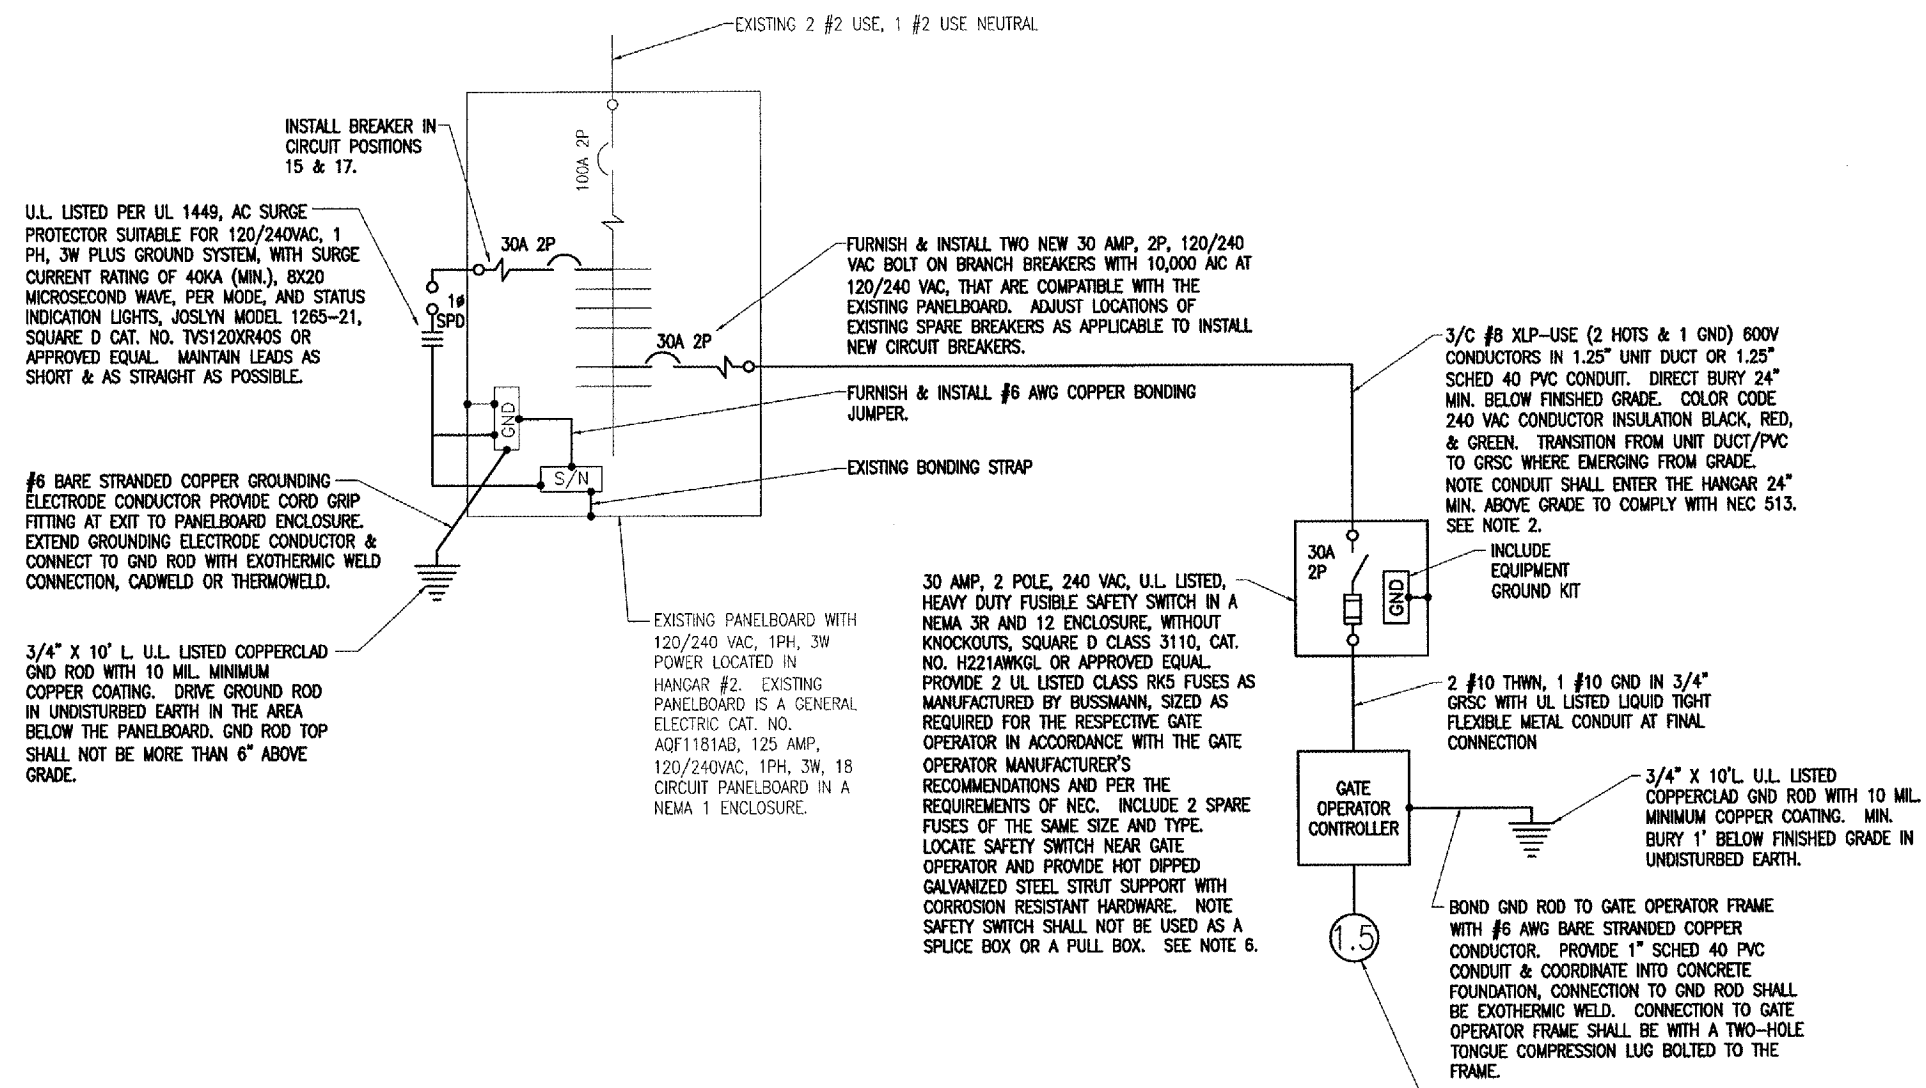 EXISTING 2 #2 USE, 1 #2 USE NEUTRAL
INSTALL BREAKER IN
CIRCUIT POSITIONS
15 & 17.
100A 2P
U.L. LISTED PER UL 1449, AC SURGE
PROTECTOR SUITABLE FOR 120/240VAC, 1
PH, 3W PLUS GROUND SYSTEM, WITH SURGE
CURRENT RATING OF 40KA (MIN.), 8X20
MICROSECOND WAVE, PER MODE, AND STATUS
INDICATION LIGHTS, JOSLYN MODEL 1265-21,
SQUARE D CAT. NO. TVS120XR40S OR
APPROVED EQUAL. MAINTAIN LEADS AS
SHORT & AS STRAIGHT AS POSSIBLE.
30A 2P
1ø
SPD
30A 2P
FURNISH & INSTALL TWO NEW 30 AMP, 2P, 120/240
VAC BOLT ON BRANCH BREAKERS WITH 10,000 AIC AT
120/240 VAC, THAT ARE COMPATIBLE WITH THE
EXISTING PANELBOARD. ADJUST LOCATIONS OF
EXISTING SPARE BREAKERS AS APPLICABLE TO INSTALL
NEW CIRCUIT BREAKERS.
FURNISH & INSTALL #6 AWG COPPER BONDING
JUMPER.
GND
EXISTING BONDING STRAP
S/N
#6 BARE STRANDED COPPER GROUNDING
ELECTRODE CONDUCTOR PROVIDE CORD GRIP
FITTING AT EXIT TO PANELBOARD ENCLOSURE.
EXTEND GROUNDING ELECTRODE CONDUCTOR &
CONNECT TO GND ROD WITH EXOTHERMIC WELD
CONNECTION, CADWELD OR THERMOWELD.
3/4" X 10' L U.L. LISTED COPPERCLAD
GND ROD WITH 10 MIL. MINIMUM
COPPER COATING. DRIVE GROUND ROD
IN UNDISTURBED EARTH IN THE AREA
BELOW THE PANELBOARD. GND ROD TOP
SHALL NOT BE MORE THAN 6" ABOVE
GRADE.
EXISTING PANELBOARD WITH
120/240 VAC, 1PH, 3W
POWER LOCATED IN
HANGAR #2. EXISTING
PANELBOARD IS A GENERAL
ELECTRIC CAT. NO.
AQF1181AB, 125 AMP,
120/240VAC, 1PH, 3W, 18
CIRCUIT PANELBOARD IN A
NEMA 1 ENCLOSURE.
3/C #8 XLP-USE (2 HOTS & 1 GND) 600V
CONDUCTORS IN 1.25" UNIT DUCT OR 1.25"
SCHED 40 PVC CONDUIT. DIRECT BURY 24"
MIN. BELOW FINISHED GRADE. COLOR CODE
240 VAC CONDUCTOR INSULATION BLACK, RED,
& GREEN. TRANSITION FROM UNIT DUCT/PVC
TO GRSC WHERE EMERGING FROM GRADE.
NOTE CONDUIT SHALL ENTER THE HANGAR 24"
MIN. ABOVE GRADE TO COMPLY WITH NEC 513.
SEE NOTE 2.
30A
2P
GND
INCLUDE
EQUIPMENT
GROUND KIT
30 AMP, 2 POLE, 240 VAC, U.L. LISTED,
HEAVY DUTY FUSIBLE SAFETY SWITCH IN A
NEMA 3R AND 12 ENCLOSURE, WITHOUT
KNOCKOUTS, SQUARE D CLASS 3110, CAT.
NO. H221AWKGL OR APPROVED EQUAL.
PROVIDE 2 UL LISTED CLASS RK5 FUSES AS
MANUFACTURED BY BUSSMANN, SIZED AS
REQUIRED FOR THE RESPECTIVE GATE
OPERATOR IN ACCORDANCE WITH THE GATE
OPERATOR MANUFACTURER'S
RECOMMENDATIONS AND PER THE
REQUIREMENTS OF NEC. INCLUDE 2 SPARE
FUSES OF THE SAME SIZE AND TYPE.
LOCATE SAFETY SWITCH NEAR GATE
OPERATOR AND PROVIDE HOT DIPPED
GALVANIZED STEEL STRUT SUPPORT WITH
CORROSION RESISTANT HARDWARE. NOTE
SAFETY SWITCH SHALL NOT BE USED AS A
SPLICE BOX OR A PULL BOX. SEE NOTE 6.
2 #10 THWN, 1 #10 GND IN 3/4"
GRSC WITH UL LISTED LIQUID TIGHT
FLEXIBLE METAL CONDUIT AT FINAL
CONNECTION
GATE
OPERATOR
CONTROLLER
3/4" X 10'L U.L. LISTED
COPPERCLAD GND ROD WITH 10 MIL.
MINIMUM COPPER COATING. MIN.
BURY 1' BELOW FINISHED GRADE IN
UNDISTURBED EARTH.
1.5
BOND GND ROD TO GATE OPERATOR FRAME
WITH #6 AWG BARE STRANDED COPPER
CONDUCTOR. PROVIDE 1" SCHED 40 PVC
CONDUIT & COORDINATE INTO CONCRETE
FOUNDATION, CONNECTION TO GND ROD SHALL
BE EXOTHERMIC WELD. CONNECTION TO GATE
OPERATOR FRAME SHALL BE WITH A TWO-HOLE
TONGUE COMPRESSION LUG BOLTED TO THE
FRAME.